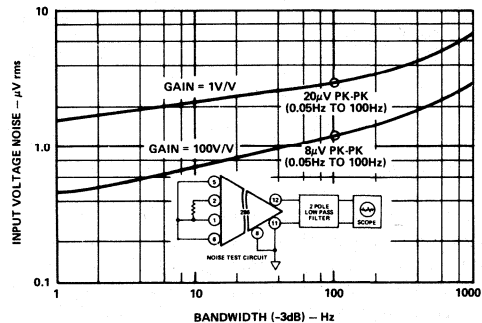 10
1.0
0.1
INPUT VOLTAGE NOISE – μV rms
GAIN = 1V/V
20μV PK-PK
(0.05Hz TO 100Hz)
GAIN = 100V/V
8μV PK-PK
(0.05Hz TO 100Hz)
5
2
1
6
286
12
11
8
2 POLE
LOW PASS
FILTER
SCOPE
NOISE TEST CIRCUIT
1
10
100
1000
BANDWIDTH (-3dB) – Hz